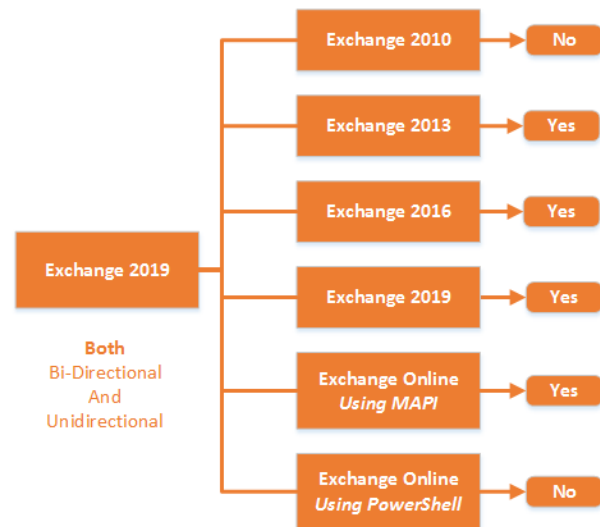 Exchange 2010
No
Exchange 2013
Yes
Exchange 2016
Yes
Exchange 2019
Exchange 2019
Yes
Both
Bi-Directional
And
Unidirectional
Exchange Online
Using MAPI
Yes
Exchange Online
Using PowerShell
No